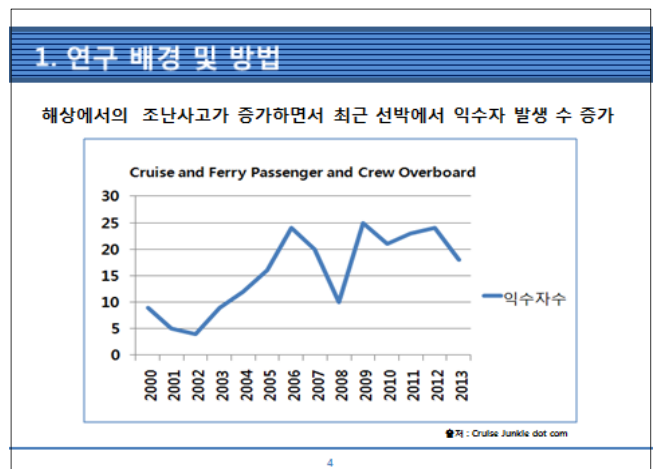 1. 연구 배경 및 방법
해상에서의 조난사고가 증가하면서 최근 선박에서 익수자 발생 수 증가
Cruise and Ferry Passenger and Crew Overboard
30
25
20
15
10
5
0
2000 2001 2002 2003 2004 2005 2006 2007 2008 2009 2010 2011 2012 2013
익수자수
출저 : Cruise Junkie dot com
4